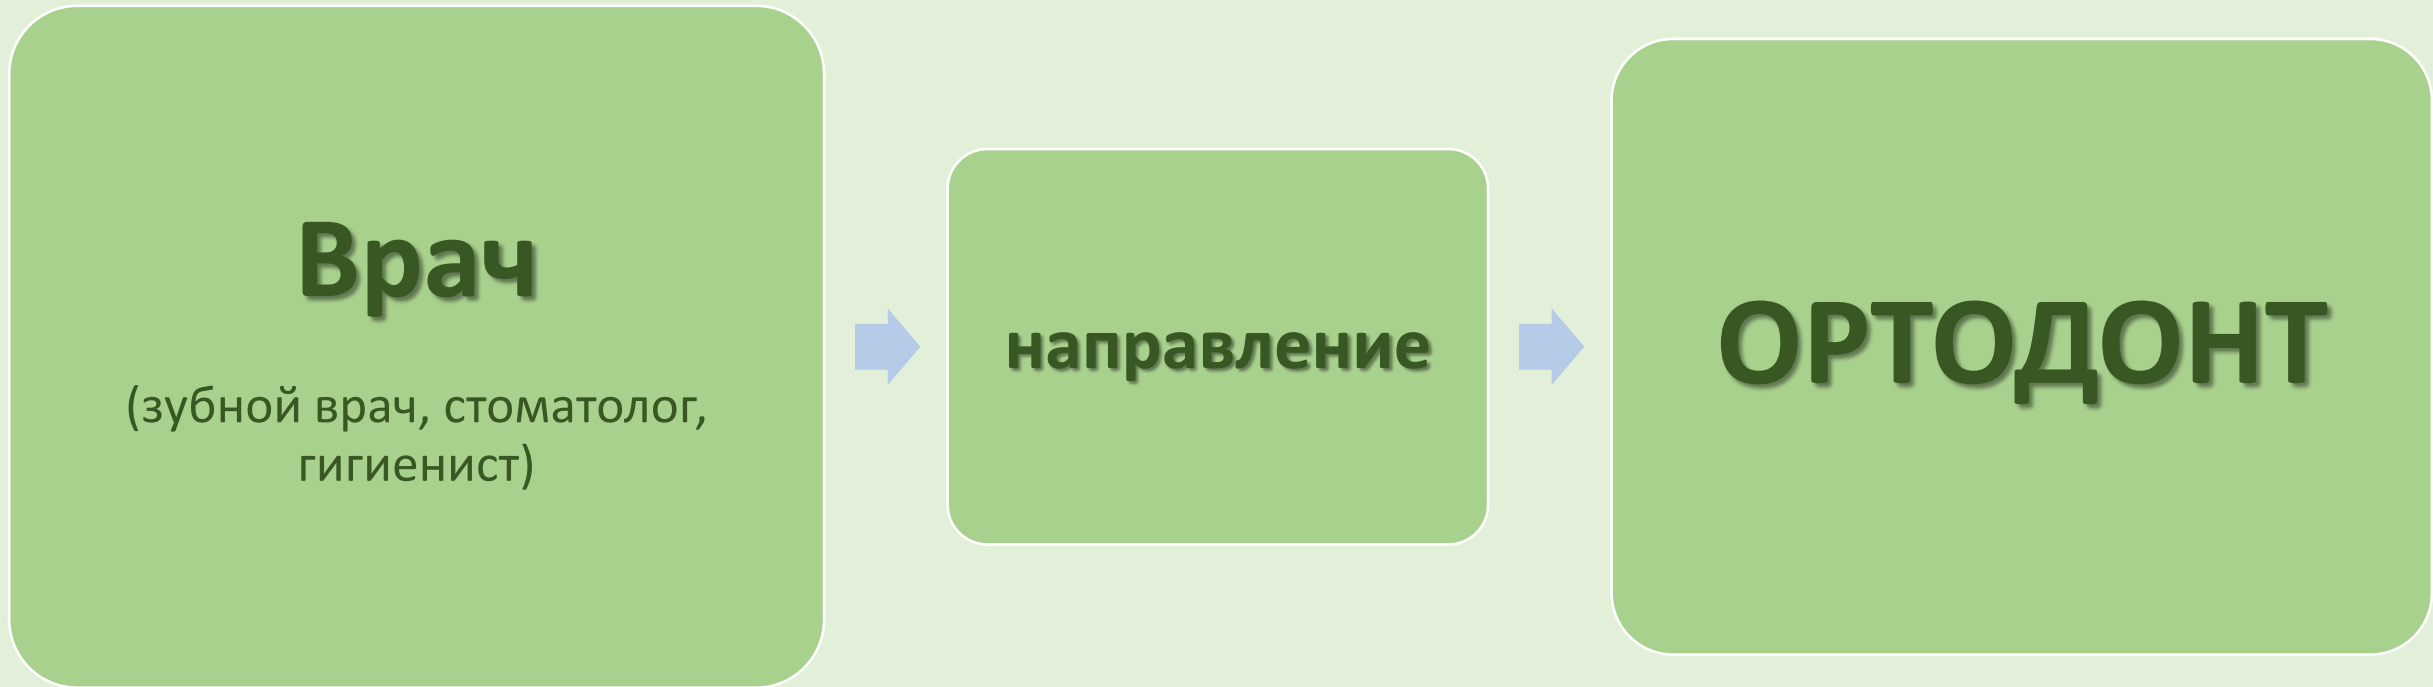 Врач
(зубной врач, стоматолог,
гигиенист)
направление
ОРТОДОНТ